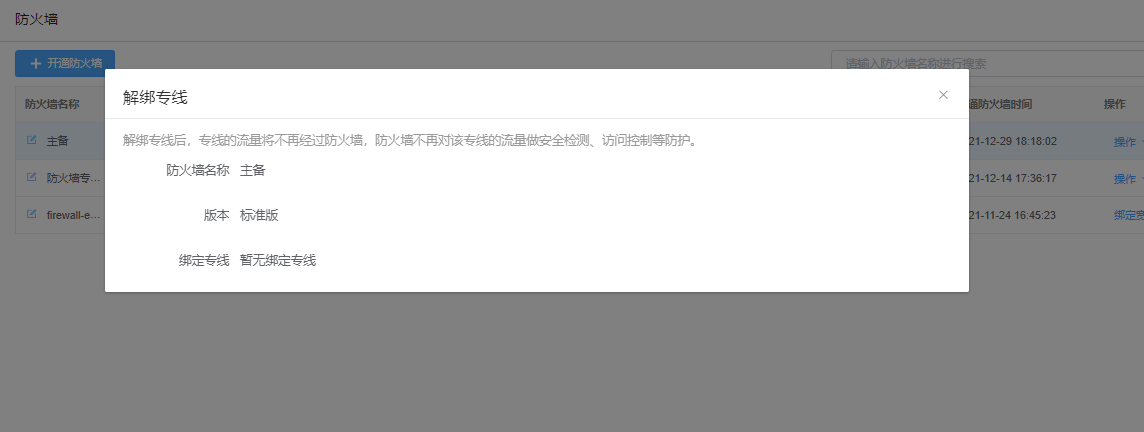 防火墙
开通防火墙
请输入防火墙名称进行搜索
解绑专线
防火墙名称
通防火墙时间
操作
解绑专线后，专线的流量将不再经过防火墙，防火墙不再对该专线的流量做安全检测、访问控制等防护。
主备
21-12-29 18:18:02
操作
防火墙名称 主备
防火墙专...
21-12-14 17:36:17
操作
版本 标准版
firewall-e...
21-11-24 16:45:23
绑定宽
绑定专线 暂无绑定专线